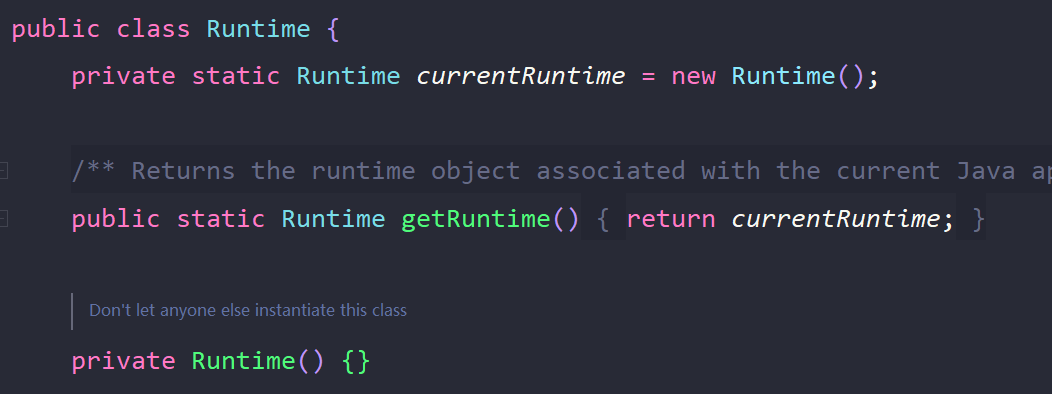 public class Runtime {
private static Runtime currentRuntime = new Runtime();
/** Returns the runtime object associated with the current Java
public static Runtime getRuntime() { return currentRuntime; }
Don't let anyone else instantiate this class
private Runtime() {}